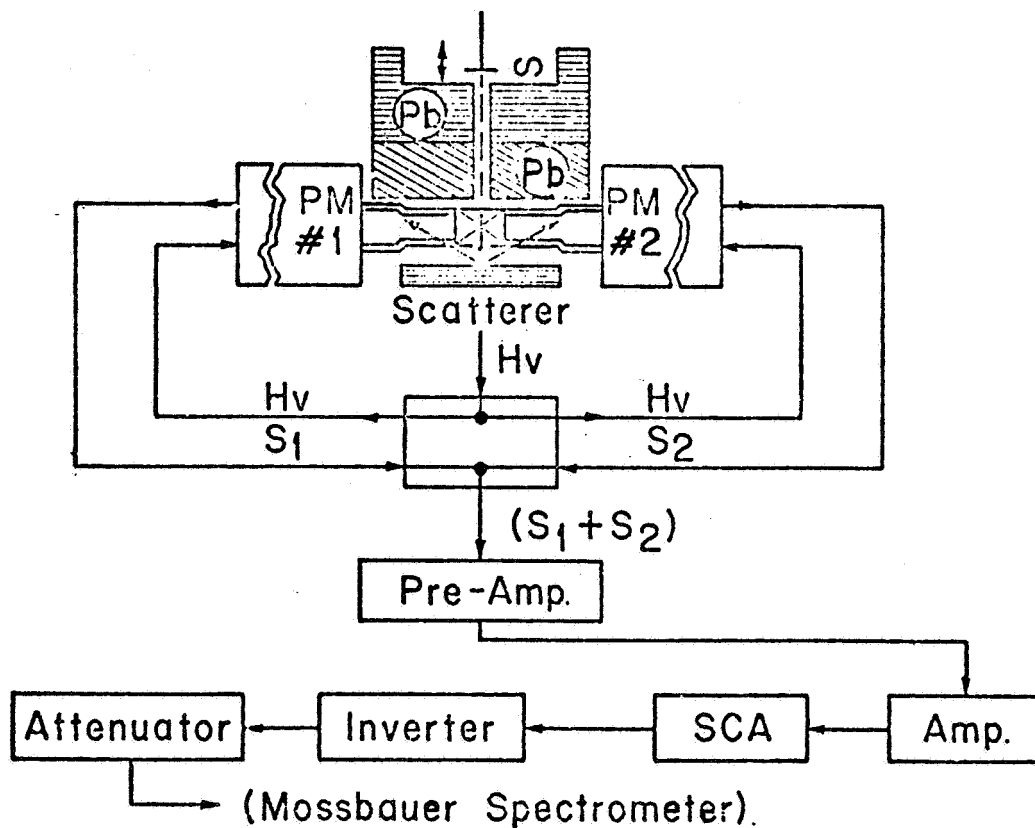 S
Pb
Pb
PM
#1
PM
#2
Scatterer
Hv
Hv
Hv
S1
S2
(S1+S2)
Pre-Amp.
Attenuator
Inverter
SCA
Amp.
(Mossbauer Spectrometer).